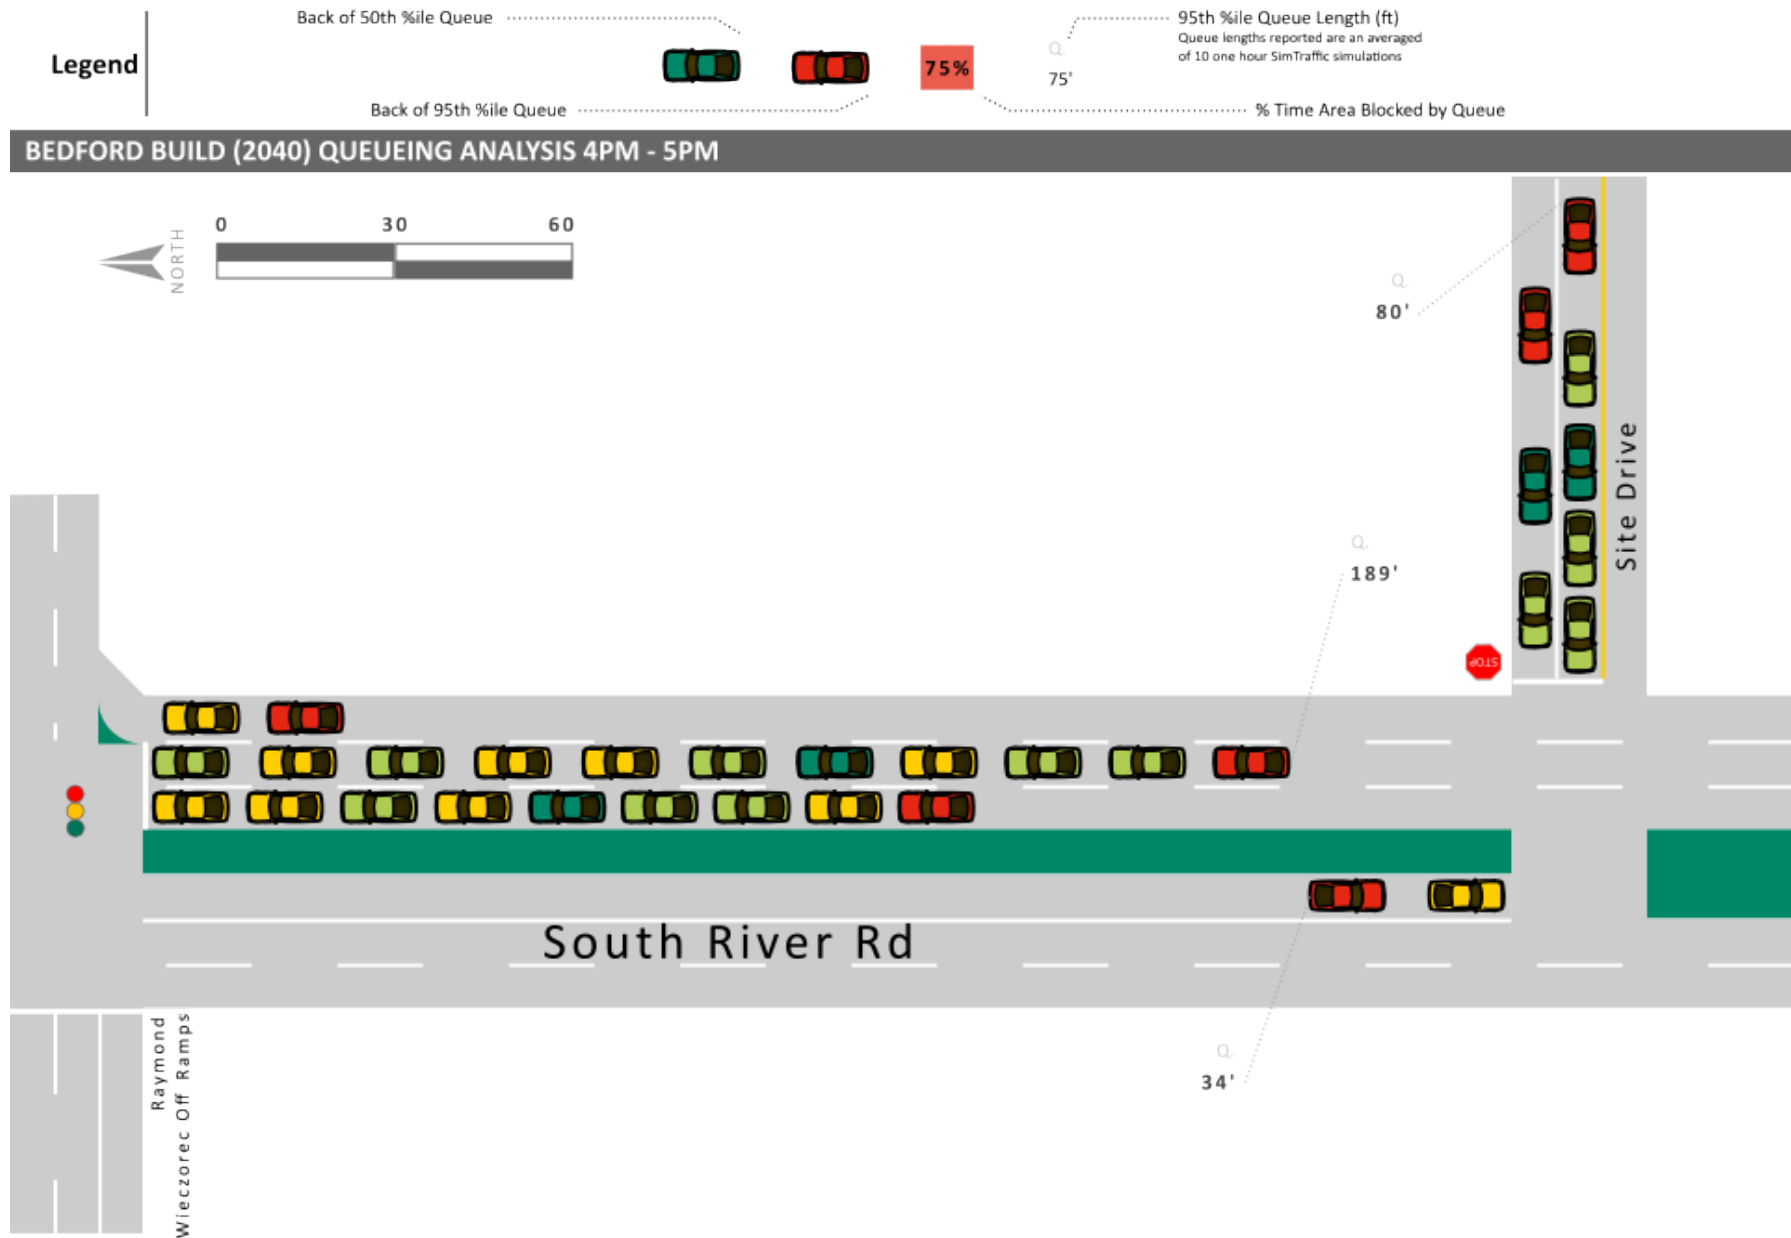 Legend
Back of 50th %ile Queue
Back of 95th %ile Queue
75%
Q.
75'
95th %ile Queue Length (ft)
Queue lengths reported are an averaged
of 10 one hour SimTraffic simulations
% Time Area Blocked by Queue
BEDFORD BUILD (2040) QUEUEING ANALYSIS 4PM - 5PM
NORTH
0 30 60
Q.
80'
Site Drive
Q.
189'
STOP
South River Rd
Q.
34'
Raymond
Wieczorec Off Ramps